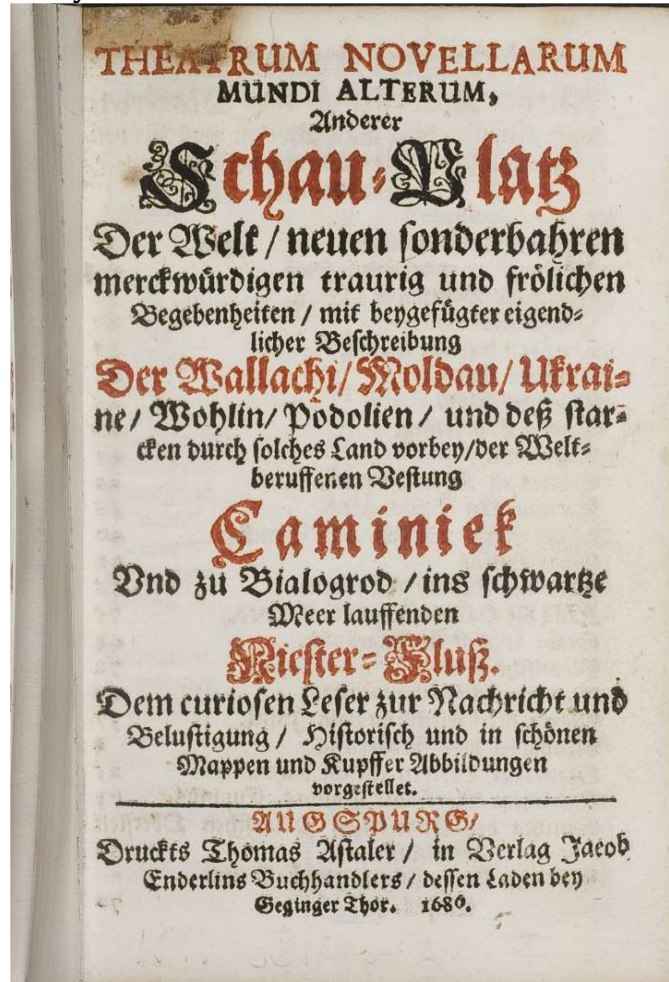 THEATRUM NOVELLARUM
MUNDI ALTERUM,
Anderer
Schau-Platz
Der Welt / neuen sonderbahren
merckwürdigen traurig und frölichen
Begebenheiten / mit beygefügter eigend-
licher Beschreibung
Der Wallachi / Moldau / Ukrai-
ne / Wohlin / Podolien / und deß star-
cken durch solches Land vorbey / der Welt-
beruffenen Vestung
Caminiek
Vnd zu Bialogrod / ins schwartze
Meer lauffenden
Niester-Fluß.
Dem curiosen Leser zur Nachricht und
Belustigung / Historisch und in schönen
Mappen und Kupffer Abbildungen
vorgestellet.
AUGSPURG /
Druckts Thomas Astaler / in Verlag Jacob
Enderlins Buchhandlers / dessen Laden bey
Geginger Thor. 1686.